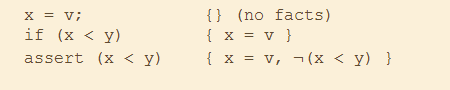 x = v; {} (no facts)
if (x < y) { x = v }
assert (x < y) { x = v, ¬(x < y) }